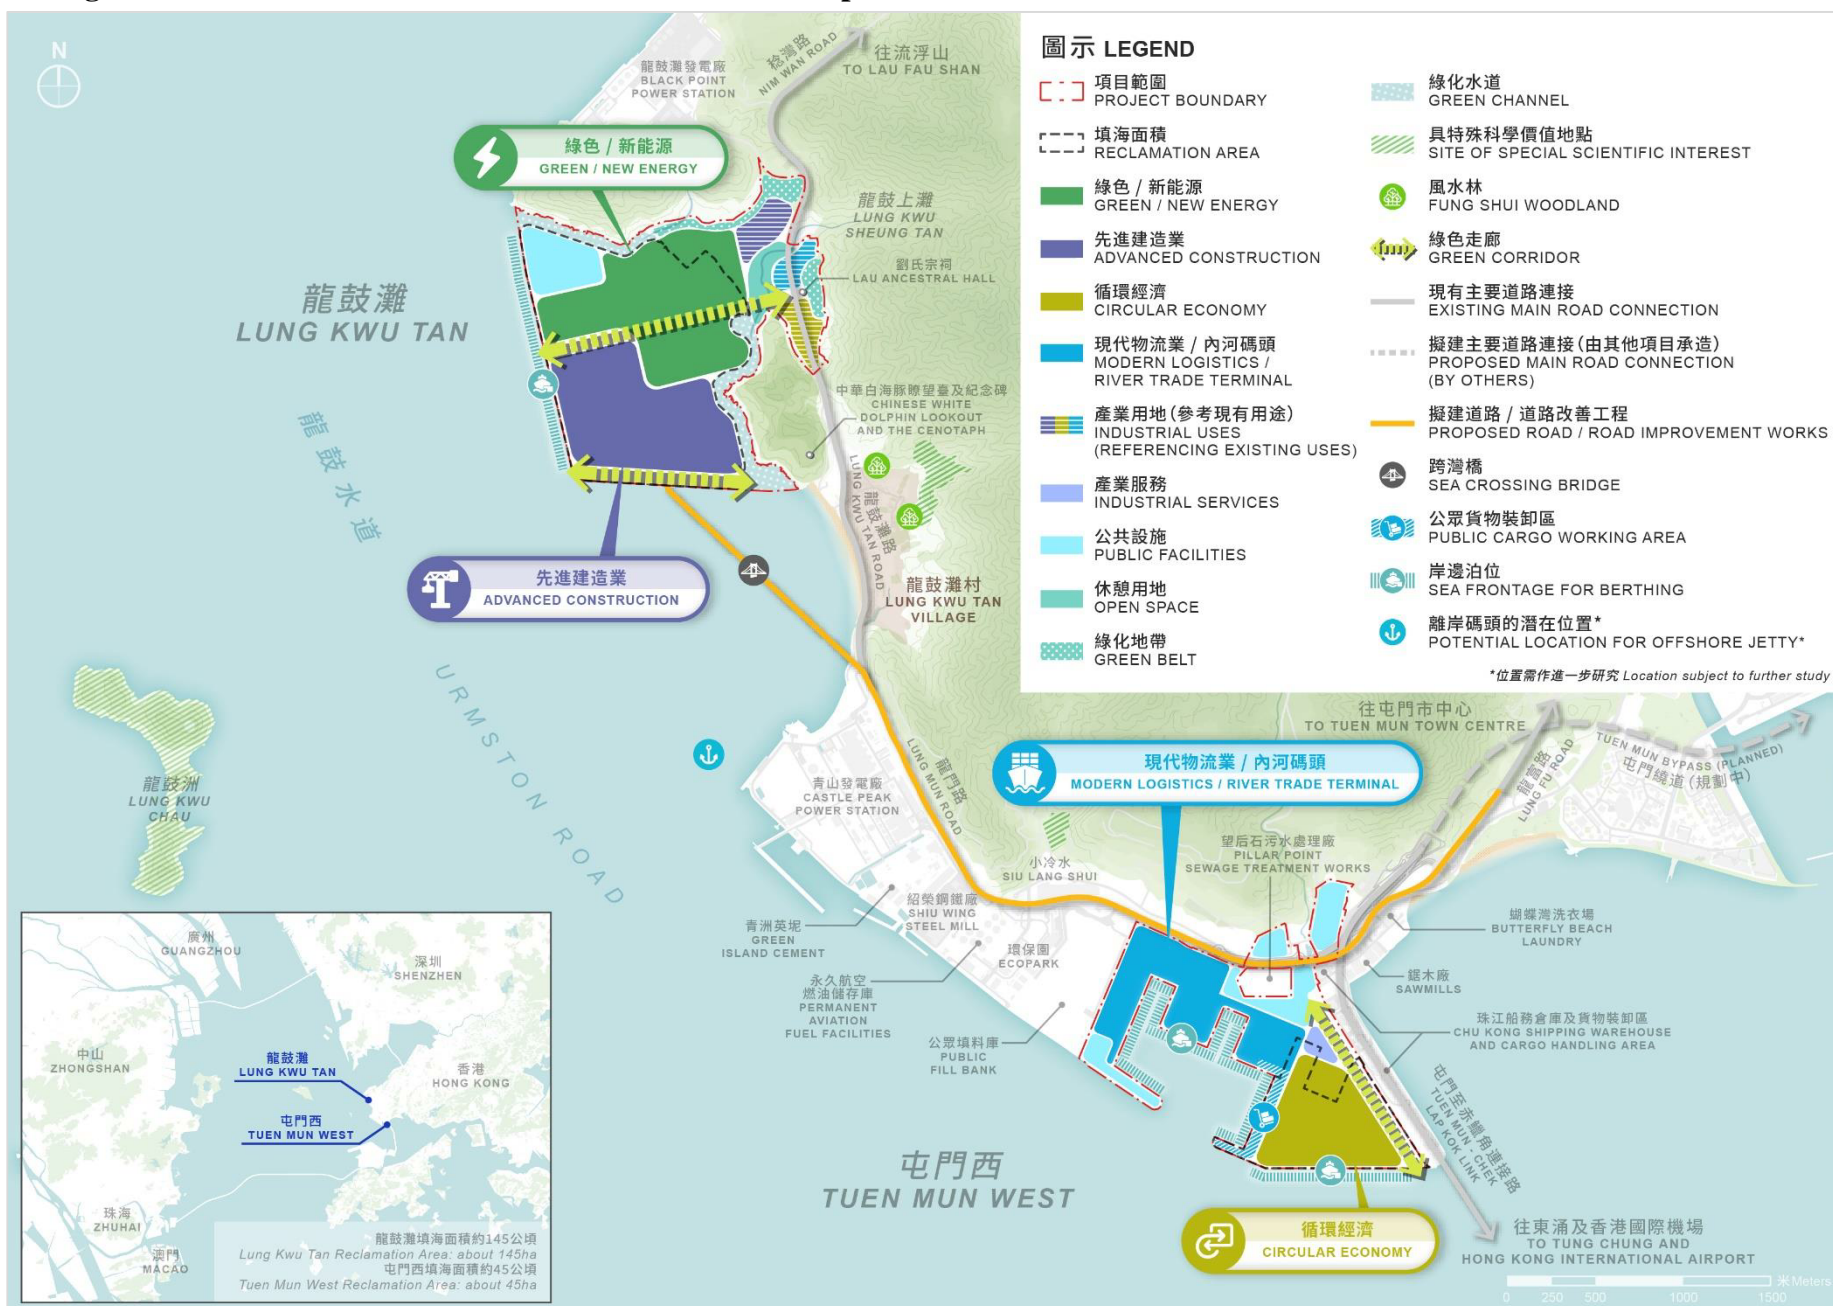 N
龍鼓灘發電廠
BLACK POINT
POWER STATION
稔灣路
NIM WAN ROAD
往流浮山
TO LAU FAU SHAN
綠色 / 新能源
GREEN / NEW ENERGY
龍鼓上灘
LUNG KWU
SHEUNG TAN
劉氏宗祠
LAU ANCESTRAL HALL
龍鼓灘
LUNG KWU TAN
中華白海豚瞭望臺及紀念碑
CHINESE WHITE
DOLPHIN LOOKOUT
AND THE CENOTAPH
龍鼓水道
URMSTON ROAD
龍鼓灘路
LUNG KWU TAN ROAD
先進建造業
ADVANCED CONSTRUCTION
龍鼓灘村
LUNG KWU TAN
VILLAGE
龍鼓洲
LUNG KWU
CHAU
圖示 LEGEND
項目範圍
PROJECT BOUNDARY
填海面積
RECLAMATION AREA
綠色 / 新能源
GREEN / NEW ENERGY
先進建造業
ADVANCED CONSTRUCTION
循環經濟
CIRCULAR ECONOMY
現代物流業 / 內河碼頭
MODERN LOGISTICS /
RIVER TRADE TERMINAL
產業用地(參考現有用途)
INDUSTRIAL USES
(REFERENCING EXISTING USES)
產業服務
INDUSTRIAL SERVICES
公共設施
PUBLIC FACILITIES
休憩用地
OPEN SPACE
綠化地帶
GREEN BELT
綠化水道
GREEN CHANNEL
具特殊科學價值地點
SITE OF SPECIAL SCIENTIFIC INTEREST
風水林
FUNG SHUI WOODLAND
綠色走廊
GREEN CORRIDOR
現有主要道路連接
EXISTING MAIN ROAD CONNECTION
擬建主要道路連接(由其他項目承造)
PROPOSED MAIN ROAD CONNECTION
(BY OTHERS)
擬建道路 / 道路改善工程
PROPOSED ROAD / ROAD IMPROVEMENT WORKS
跨灣橋
SEA CROSSING BRIDGE
公眾貨物裝卸區
PUBLIC CARGO WORKING AREA
岸邊泊位
SEA FRONTAGE FOR BERTHING
離岸碼頭的潛在位置*
POTENTIAL LOCATION FOR OFFSHORE JETTY*
*位置需作進一步研究 Location subject to further study
往屯門市中心
TO TUEN MUN TOWN CENTRE
TUEN MUN BYPASS (PLANNED)
屯門繞道(規劃中)
龍富路
LUNG FU ROAD
龍門路
LUNG MUN ROAD
現代物流業 / 內河碼頭
MODERN LOGISTICS / RIVER TRADE TERMINAL
青山發電廠
CASTLE PEAK
POWER STATION
望后石污水處理廠
PILLAR POINT
SEWAGE TREATMENT WORKS
小冷水
SIU LANG SHUI
紹榮鋼鐵廠
SHIU WING
STEEL MILL
青洲英坭
GREEN
ISLAND CEMENT
環保園
ECOPARK
永久航空
燃油儲存庫
PERMANENT
AVIATION
FUEL FACILITIES
公眾填料庫
PUBLIC
FILL BANK
蝴蝶灣洗衣場
BUTTERFLY BEACH
LAUNDRY
鋸木廠
SAWMILLS
珠江船務倉庫及貨物裝卸區
CHU KONG SHIPPING WAREHOUSE
AND CARGO HANDLING AREA
屯門至赤鱲角連接路
TUEN MUN - CHEK
LAP KOK LINK
屯門西
TUEN MUN WEST
循環經濟
CIRCULAR ECONOMY
往東涌及香港國際機場
TO TUNG CHUNG AND
HONG KONG INTERNATIONAL AIRPORT
米 Meters
0 250 500 1000 1500
廣州
GUANGZHOU
深圳
SHENZHEN
中山
ZHONGSHAN
龍鼓灘
LUNG KWU TAN
香港
HONG KONG
屯門西
TUEN MUN WEST
珠海
ZHUHAI
澳門
MACAO
龍鼓灘填海面積約145公頃
Lung Kwu Tan Reclamation Area: about 145ha
屯門西填海面積約45公頃
Tuen Mun West Reclamation Area: about 45ha